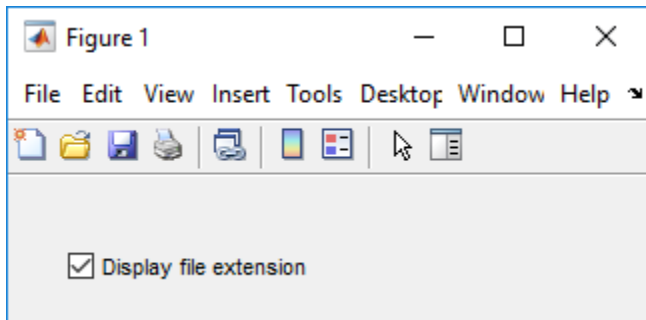 Figure 1
File Edit View Insert Tools Desktop Window Help
Display file extension